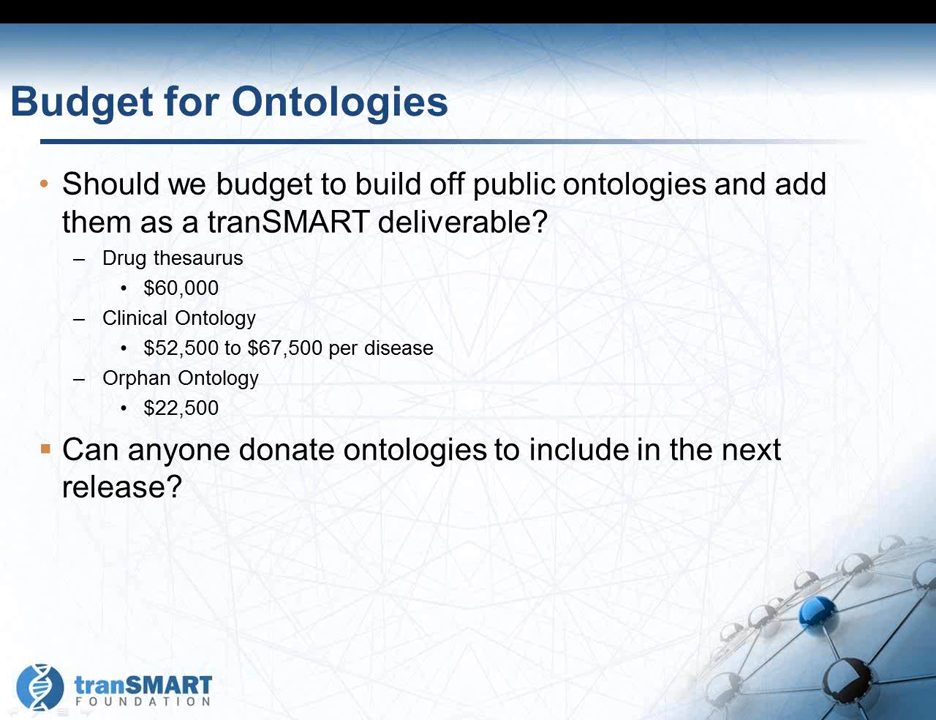 Budget for Ontologies
• Should we budget to build off public ontologies and add
them as a tranSMART deliverable?
– Drug thesaurus
• $60,000
– Clinical Ontology
• $52,500 to $67,500 per disease
– Orphan Ontology
• $22,500
▪ Can anyone donate ontologies to include in the next
release?
tranSMART
FOUNDATION